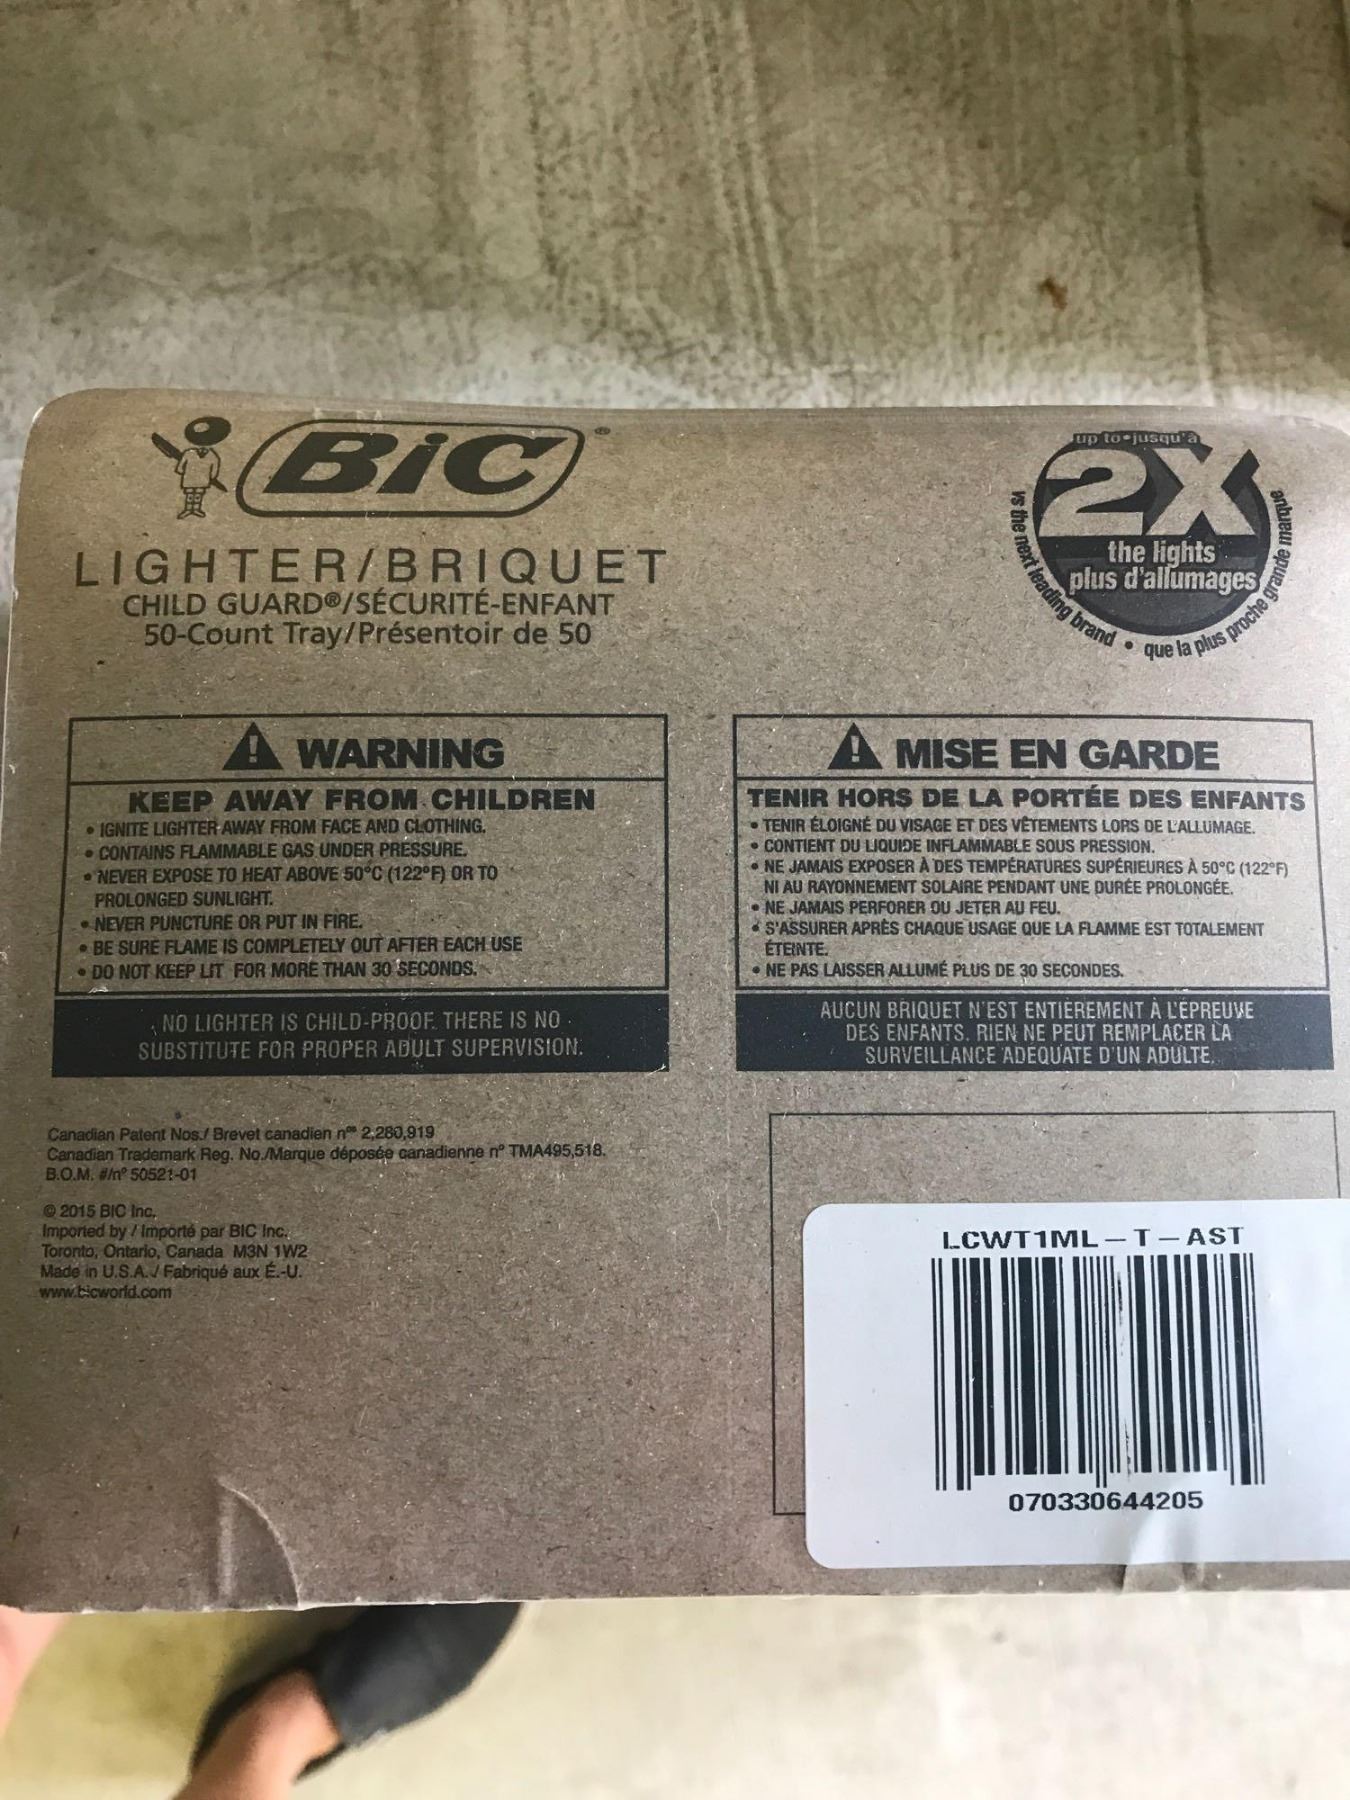 BiC®
LIGHTER/BRIQUET
CHILD GUARD®/SÉCURITÉ-ENFANT
50-Count Tray/Présentoir de 50
up to•jusqu'à
2X
the lights
plus d'allumages
vs the next leading brand • que la plus proche grande marque
⚠ WARNING
KEEP AWAY FROM CHILDREN
• IGNITE LIGHTER AWAY FROM FACE AND CLOTHING.
• CONTAINS FLAMMABLE GAS UNDER PRESSURE.
• NEVER EXPOSE TO HEAT ABOVE 50°C (122°F) OR TO
PROLONGED SUNLIGHT.
• NEVER PUNCTURE OR PUT IN FIRE.
• BE SURE FLAME IS COMPLETELY OUT AFTER EACH USE
• DO NOT KEEP LIT FOR MORE THAN 30 SECONDS.
NO LIGHTER IS CHILD-PROOF. THERE IS NO
SUBSTITUTE FOR PROPER ADULT SUPERVISION.
⚠ MISE EN GARDE
TENIR HORS DE LA PORTÉE DES ENFANTS
• TENIR ÉLOIGNÉ DU VISAGE ET DES VÊTEMENTS LORS DE L'ALLUMAGE.
• CONTIENT DU LIQUIDE INFLAMMABLE SOUS PRESSION.
• NE JAMAIS EXPOSER À DES TEMPÉRATURES SUPÉRIEURES À 50°C (122°F)
NI AU RAYONNEMENT SOLAIRE PENDANT UNE DURÉE PROLONGÉE.
• NE JAMAIS PERFORER OU JETER AU FEU.
• S'ASSURER APRÈS CHAQUE USAGE QUE LA FLAMME EST TOTALEMENT
ÉTEINTE.
• NE PAS LAISSER ALLUMÉ PLUS DE 30 SECONDES.
AUCUN BRIQUET N'EST ENTIÈREMENT À L'ÉPREUVE
DES ENFANTS. RIEN NE PEUT REMPLACER LA
SURVEILLANCE ADÉQUATE D'UN ADULTE.
Canadian Patent Nos./ Brevet canadien nos 2,280,919
Canadian Trademark Reg. No./Marque déposée canadienne nº TMA495,518.
B.O.M. #/nº 50521-01
© 2015 BIC Inc.
Imported by / Importé par BIC Inc.
Toronto, Ontario, Canada M3N 1W2
Made in U.S.A. / Fabriqué aux É.-U.
www.bicworld.com
LCWT1ML – T – AST
070330644205